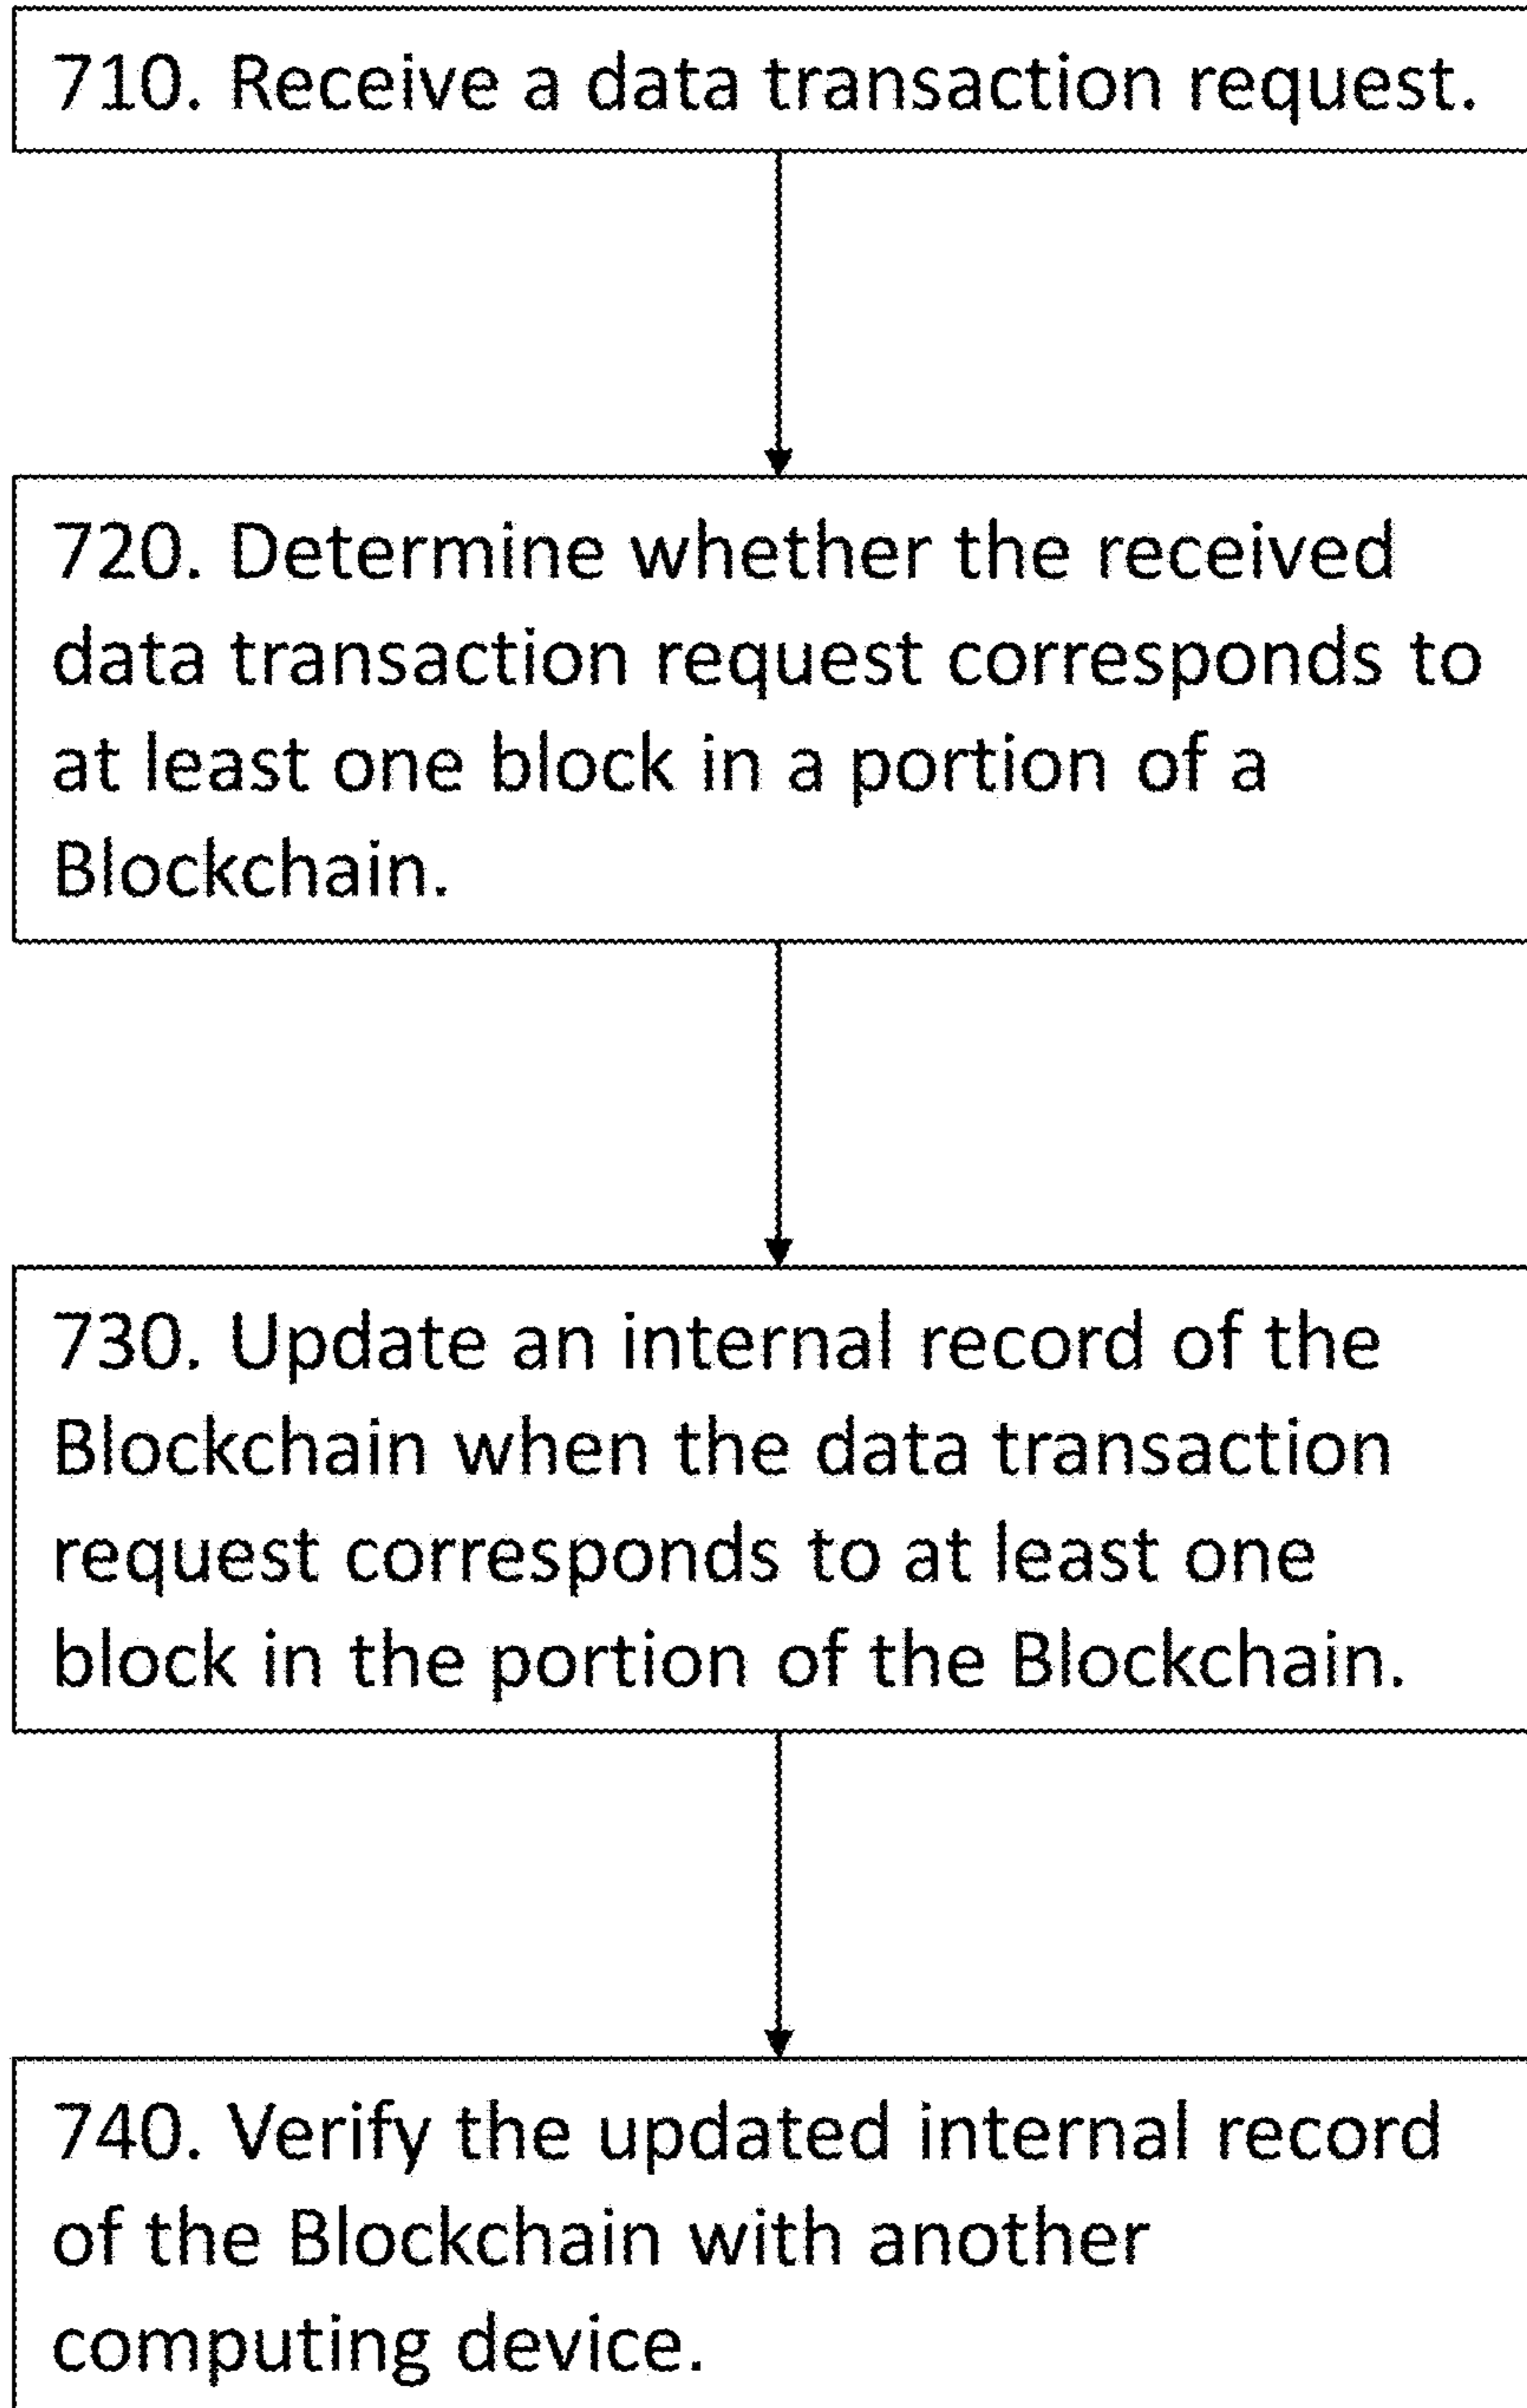 710. Receive a data transaction request.
720. Determine whether the received
data transaction request corresponds to
at least one block in a portion of a
Blockchain.
730. Update an internal record of the
Blockchain when the data transaction
request corresponds to at least one
block in the portion of the Blockchain.
740. Verify the updated internal record
of the Blockchain with another
computing device.